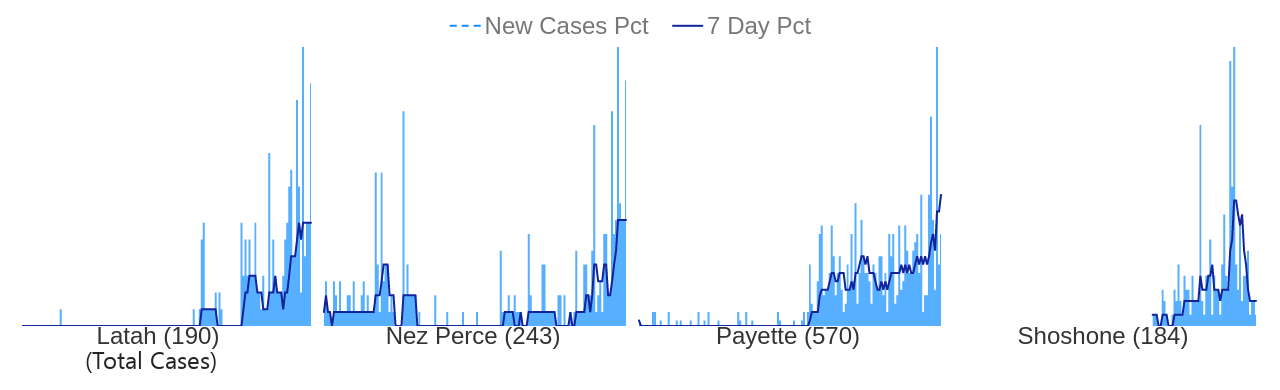 New Cases Pct 7 Day Pct
Latah (190) Nez Perce (243) Payette (570) Shoshone (184)
(Total Cases)